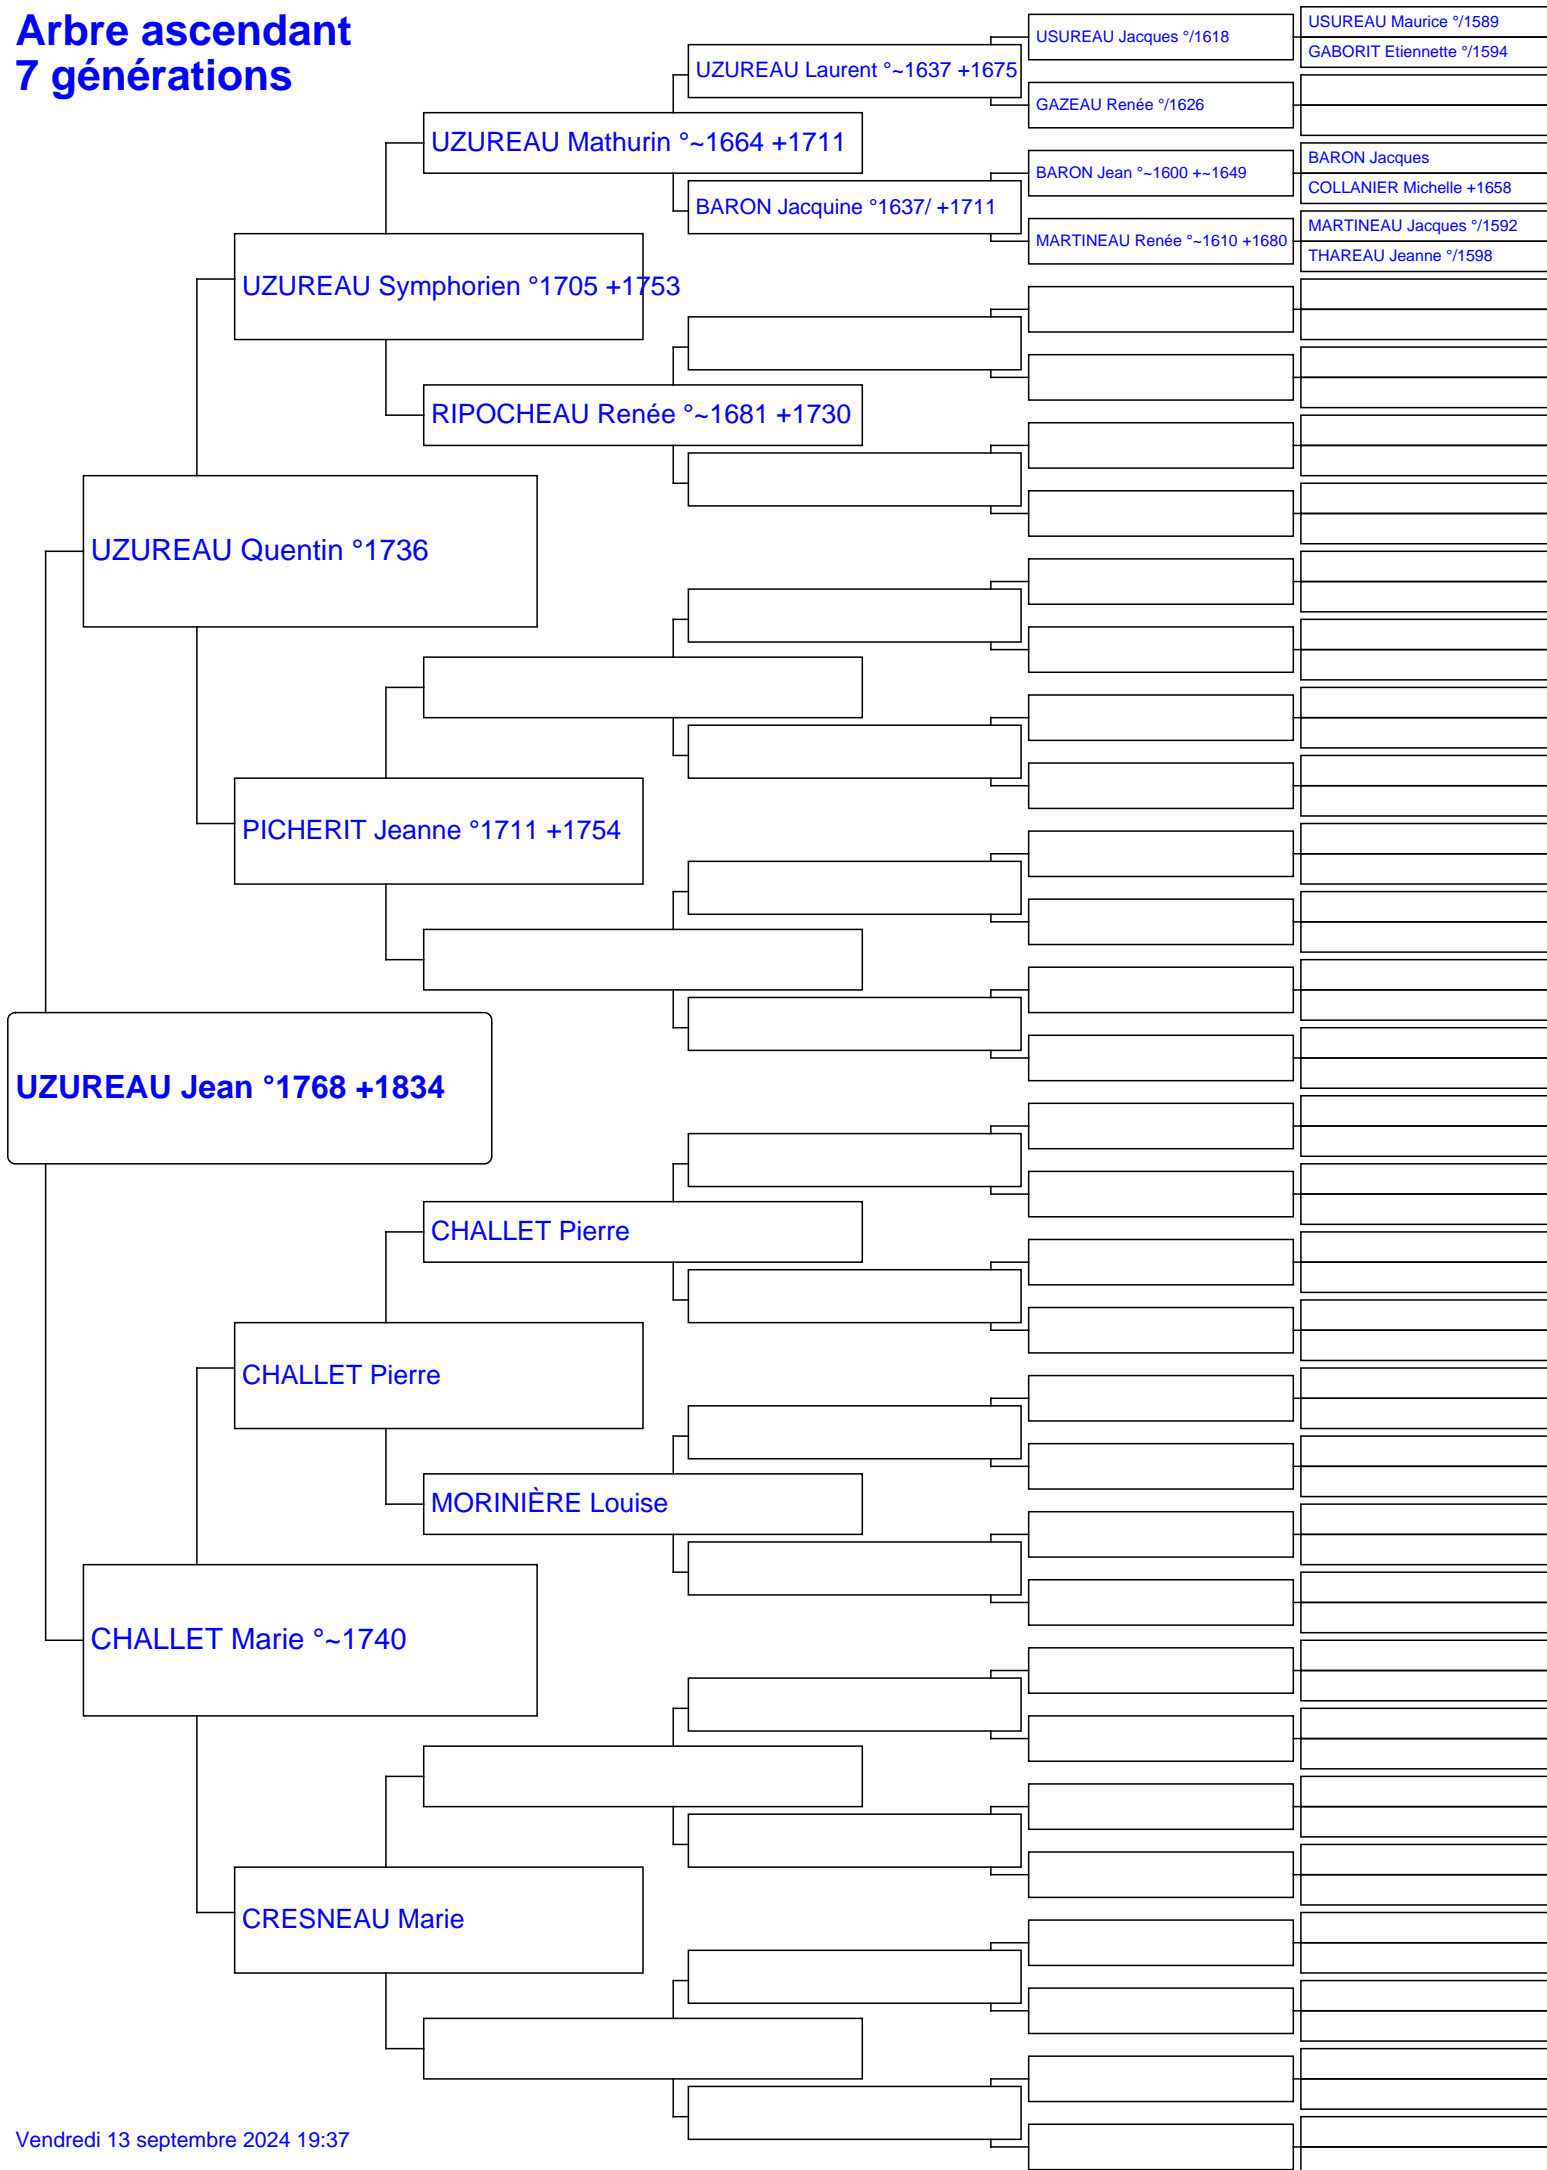 Arbre ascendant
7 générations
USUREAU Maurice °/1589
USUREAU Jacques °/1618
GABORIT Etiennette °/1594
UZUREAU Laurent °~1637 +1675
GAZEAU Renée °/1626
UZUREAU Mathurin °~1664 +1711
BARON Jacques
BARON Jean °~1600 +~1649
COLLANIER Michelle +1658
BARON Jacquine °1637/ +1711
MARTINEAU Jacques °/1592
MARTINEAU Renée °~1610 +1680
THAREAU Jeanne °/1598
UZUREAU Symphorien °1705 +1753
RIPOCHEAU Renée °~1681 +1730
UZUREAU Quentin °1736
PICHERIT Jeanne °1711 +1754
UZUREAU Jean °1768 +1834
CHALLET Pierre
CHALLET Pierre
MORINIÈRE Louise
CHALLET Marie °~1740
CRESNEAU Marie
Vendredi 13 septembre 2024 19:37